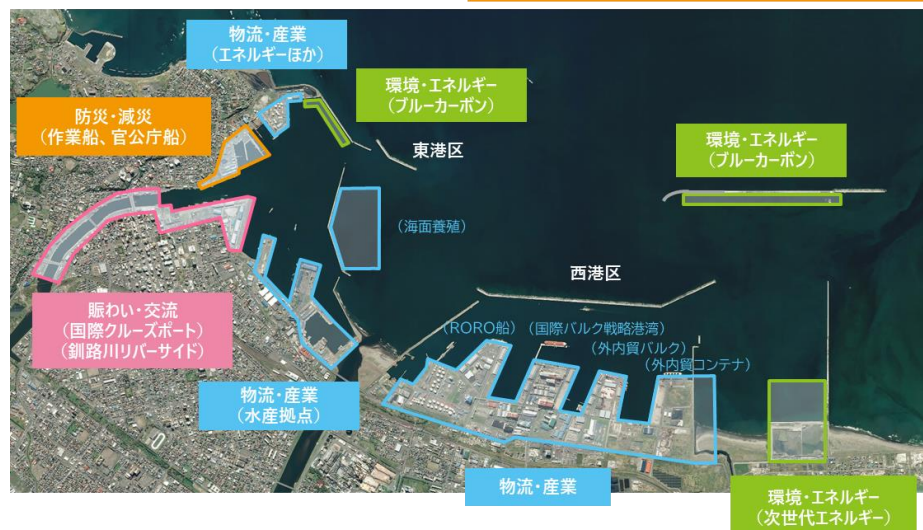 物流・産業
（エネルギーほか）
環境・エネルギー
（ブルーカーボン）
防災・減災
（作業船、官公庁船）
東港区
環境・エネルギー
（ブルーカーボン）
（海面養殖）
西港区
賑わい・交流
（国際クルーズポート）
（釧路川リバーサイド）
（RORO船）
（国際バルク戦略港湾）
（外内貿バルク）
（外内貿コンテナ）
物流・産業
（水産拠点）
物流・産業
環境・エネルギー
（次世代エネルギー）